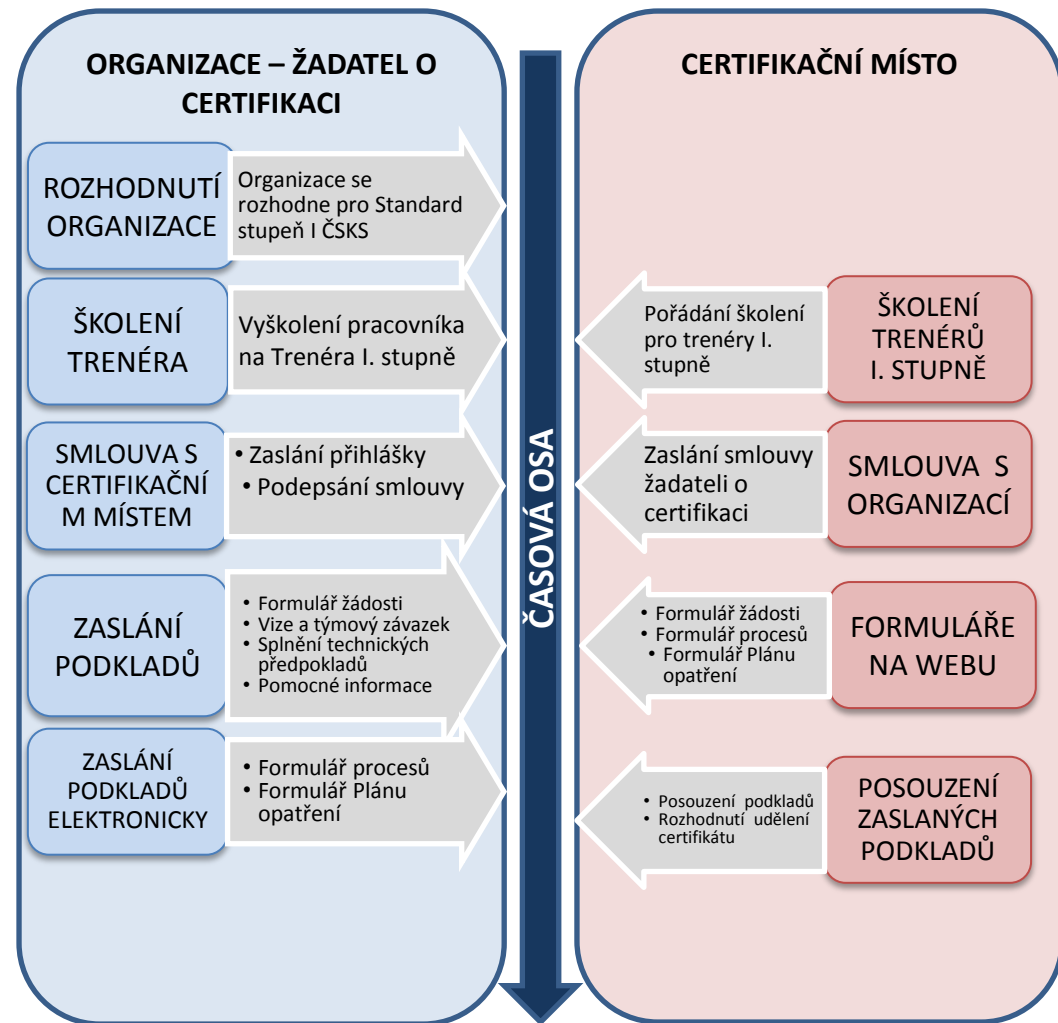 ORGANIZACE – ŽADATEL O
CERTIFIKACI
ROZHODNUTÍ
ORGANIZACE
Organizace se
rozhodne pro Standard
stupeň I ČSKS
ŠKOLENÍ
TRENÉRA
Vyškolení pracovníka
na Trenéra I. stupně
SMLOUVA S
CERTIFIKAČNÍ
M MÍSTEM
• Zaslání přihlášky
• Podepsání smlouvy
ZASLÁNÍ
PODKLADŮ
• Formulář žádosti
• Vize a týmový závazek
• Splnění technických
předpokladů
• Pomocné informace
ZASLÁNÍ
PODKLADŮ
ELEKTRONICKY
• Formulář procesů
• Formulář Plánu
opatření
ČASOVÁ OSA
CERTIFIKAČNÍ MÍSTO
Pořádání školení
pro trenéry I.
stupně
ŠKOLENÍ
TRENÉRŮ
I. STUPNĚ
Zaslání smlouvy
žadateli o
certifikaci
SMLOUVA S
ORGANIZACÍ
• Formulář žádosti
• Formulář procesů
• Formulář Plánu
opatření
FORMULÁŘE
NA WEBU
• Posouzení podkladů
• Rozhodnutí udělení
certifikátu
POSOUZENÍ
ZASLANÝCH
PODKLADŮ